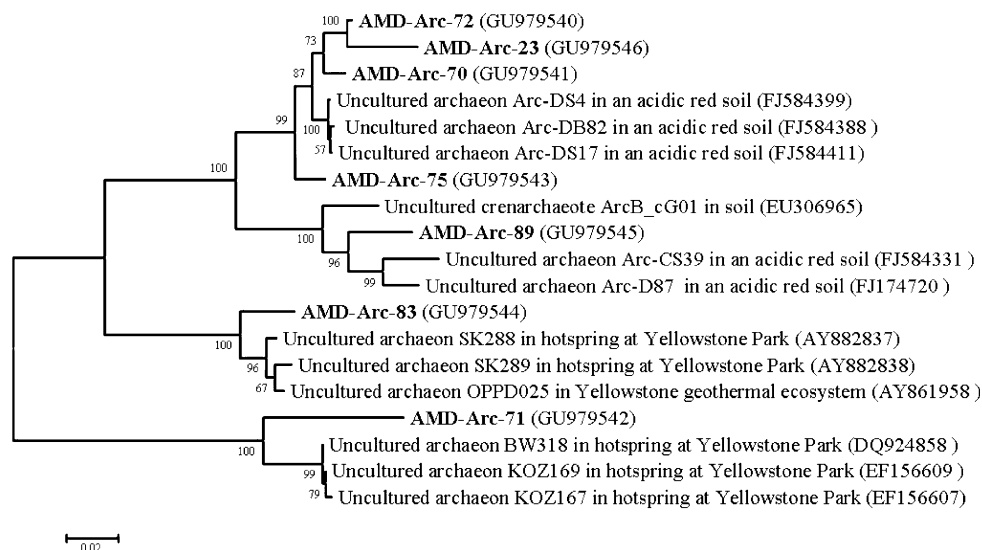 100 AMD-Arc-72 (GU979540)
73 AMD-Arc-23 (GU979546)
87 AMD-Arc-70 (GU979541)
Uncultured archaeon Arc-DS4 in an acidic red soil (FJ584399)
99 100 Uncultured archaeon Arc-DB82 in an acidic red soil (FJ584388 )
57 Uncultured archaeon Arc-DS17 in an acidic red soil (FJ584411)
100 AMD-Arc-75 (GU979543)
Uncultured crenarchaeote ArcB_cG01 in soil (EU306965)
100 AMD-Arc-89 (GU979545)
96 Uncultured archaeon Arc-CS39 in an acidic red soil (FJ584331 )
99 Uncultured archaeon Arc-D87 in an acidic red soil (FJ174720 )
AMD-Arc-83 (GU979544)
100 Uncultured archaeon SK288 in hotspring at Yellowstone Park (AY882837)
96 Uncultured archaeon SK289 in hotspring at Yellowstone Park (AY882838)
67 Uncultured archaeon OPPD025 in Yellowstone geothermal ecosystem (AY861958 )
AMD-Arc-71 (GU979542)
100 Uncultured archaeon BW318 in hotspring at Yellowstone Park (DQ924858 )
99 Uncultured archaeon KOZ169 in hotspring at Yellowstone Park (EF156609 )
79 Uncultured archaeon KOZ167 in hotspring at Yellowstone Park (EF156607)
0.02